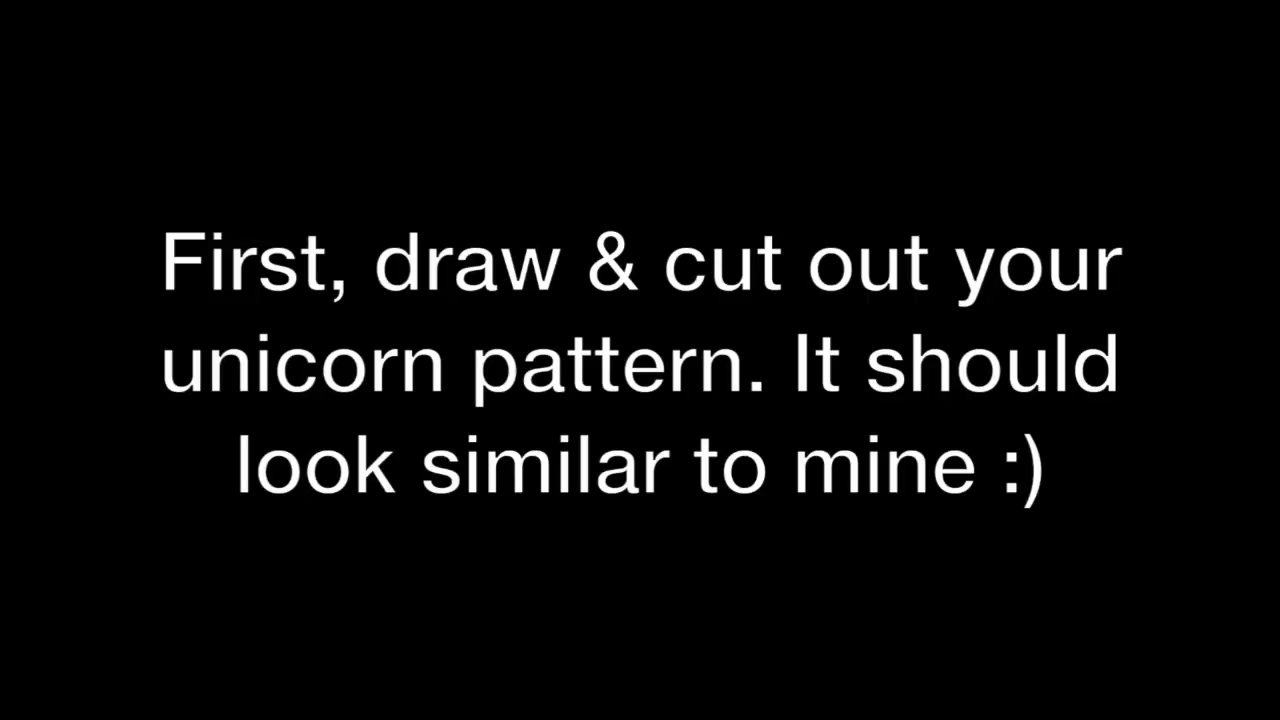 First, draw & cut out your
unicorn pattern. It should
look similar to mine :)